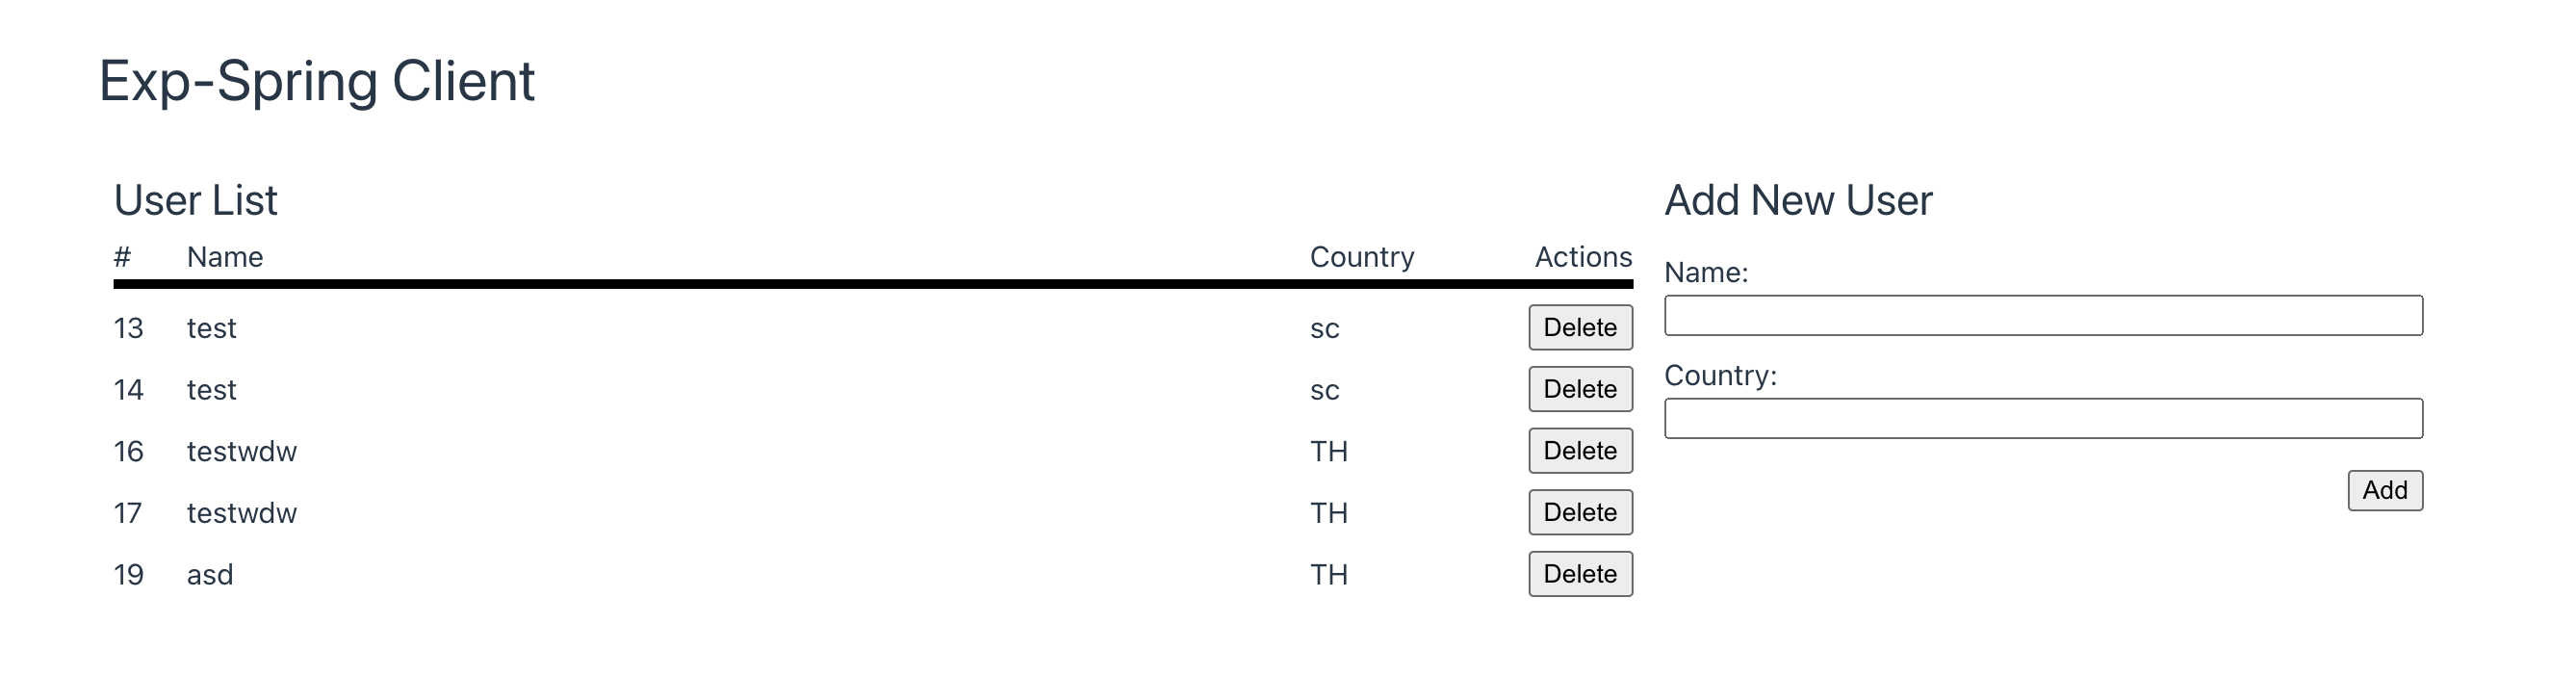 Exp-Spring Client
User List
# Name Country Actions
13 test sc Delete
14 test sc Delete
16 testwdw TH Delete
17 testwdw TH Delete
19 asd TH Delete
Add New User
Name:
Country:
Add